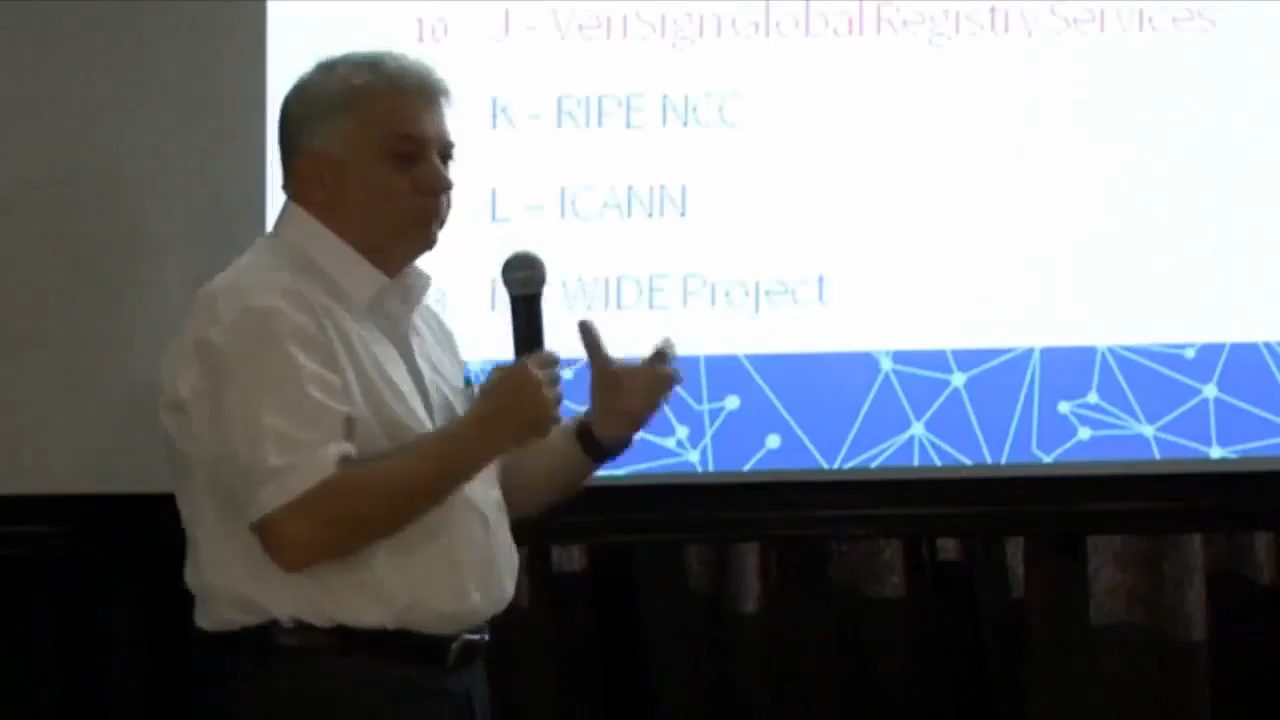 10 J - VeriSign Global Registry Services
K - RIPE NCC
L - ICANN
WIDE Project